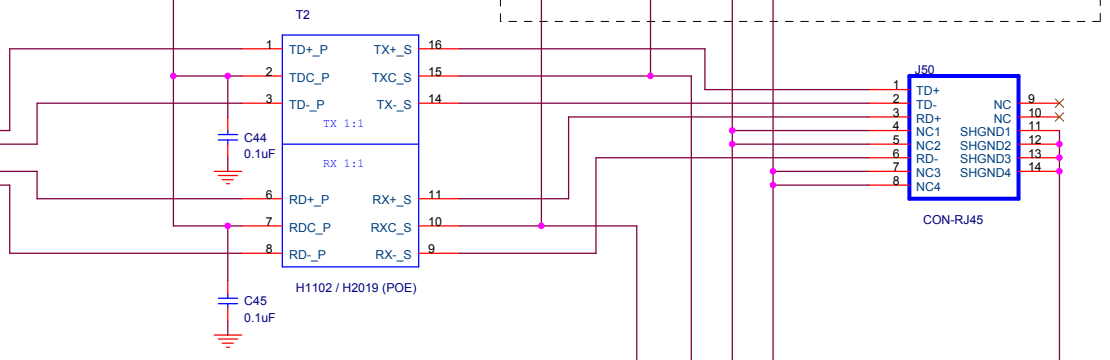 T2
1 TD+_P TX+_S 16
2 TDC_P TXC_S 15
3 TD-_P TX-_S 14
TX 1:1
RX 1:1
6 RD+_P RX+_S 11
7 RDC_P RXC_S 10
8 RD-_P RX-_S 9
H1102 / H2019 (POE)
C44
0.1uF
C45
0.1uF
J50
1 TD+
2 TD- NC 9
3 RD+ NC 10
4 NC1 SHGND1 11
5 NC2 SHGND2 12
6 RD- SHGND3 13
7 NC3 SHGND4 14
8 NC4
CON-RJ45